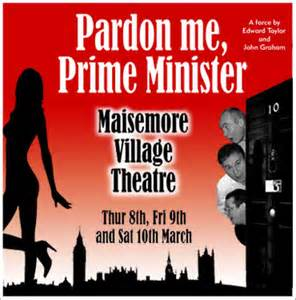 A force by
Edward Taylor
and
John Graham
Pardon me,
Prime Minister
10
Maisemore
Village
Theatre
Thur 8th, Fri 9th
and Sat 10th March